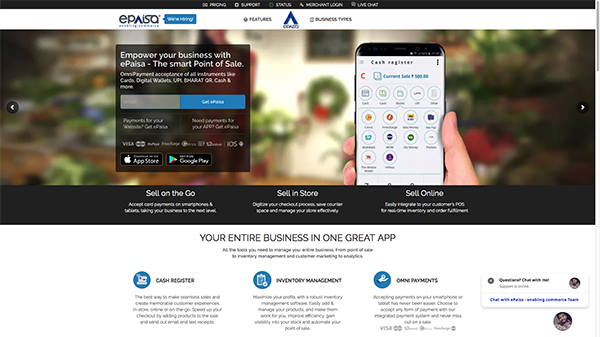 PRICING SUPPORT STATUS MERCHANT LOGIN LIVE CHAT
ePAISA We're Hiring! FEATURES ePAISA BUSINESS TYPES
enabling commerce
Empower your business with
ePaisa - The smart Point of Sale.
OmniPayment acceptance of all instruments like
Cards, Digital Wallets, UPI, BHARAT QR, Cash &
more.
Get ePaisa
Payments for your
Website? Get ePaisa
Need payments for
your APP? Get ePaisa
VISA
iOS
Download on the
App Store
GET IT ON
Google Play
Cash register
C Current Sale ₹ 500.00
Sell on the Go
Accept card payments on smartphones &
tablets, taking your business to the next level.
Sell in Store
Digitize your checkout process, save counter
space and manage your store effectively.
Sell Online
Easily integrate to your customer's POS
for real-time inventory and order fulfilment
YOUR ENTIRE BUSINESS IN ONE GREAT APP
All the tools you need to manage your entire business. From point of sale
to inventory management and customer marketing to analytics.
CASH REGISTER
The best way to make seamless sales and
create memorable customer experiences
in-store, online or on-the-go. Speed up your
checkout by adding products to the sale
and send out email and text receipts.
INVENTORY MANAGEMENT
Maximize your profits with a robust inventory
management software. Easily add &
manage your products, and make them
work for you, increase efficiency, gain
visibility into your stock and automate your
point of sale.
OMNI PAYMENTS
Accepting payments on your smartphone or
tablet has never been easier. Choose to
accept any form of payment with our
integrated payment system and never miss
out on a sale
VISA
Questions? Chat with me!
Support is online.
Chat with ePaisa - enabling commerce Team